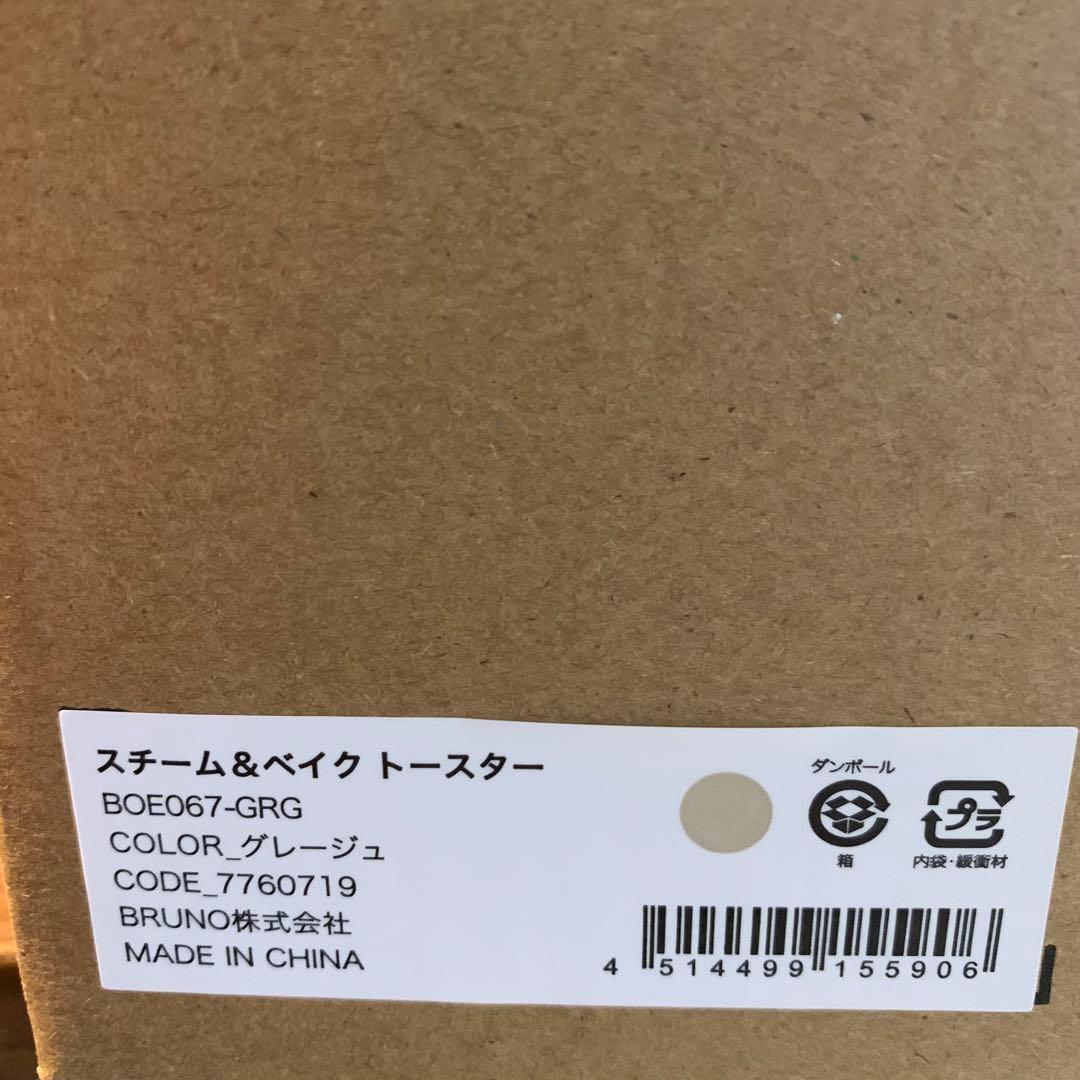 スチーム&ベイク トースター
BOE067-GRG
COLOR_グレージュ
CODE_7760719
BRUNO株式会社
MADE IN CHINA
ダンボール
箱
プラ
内袋・緩衝材
4 514499 155906